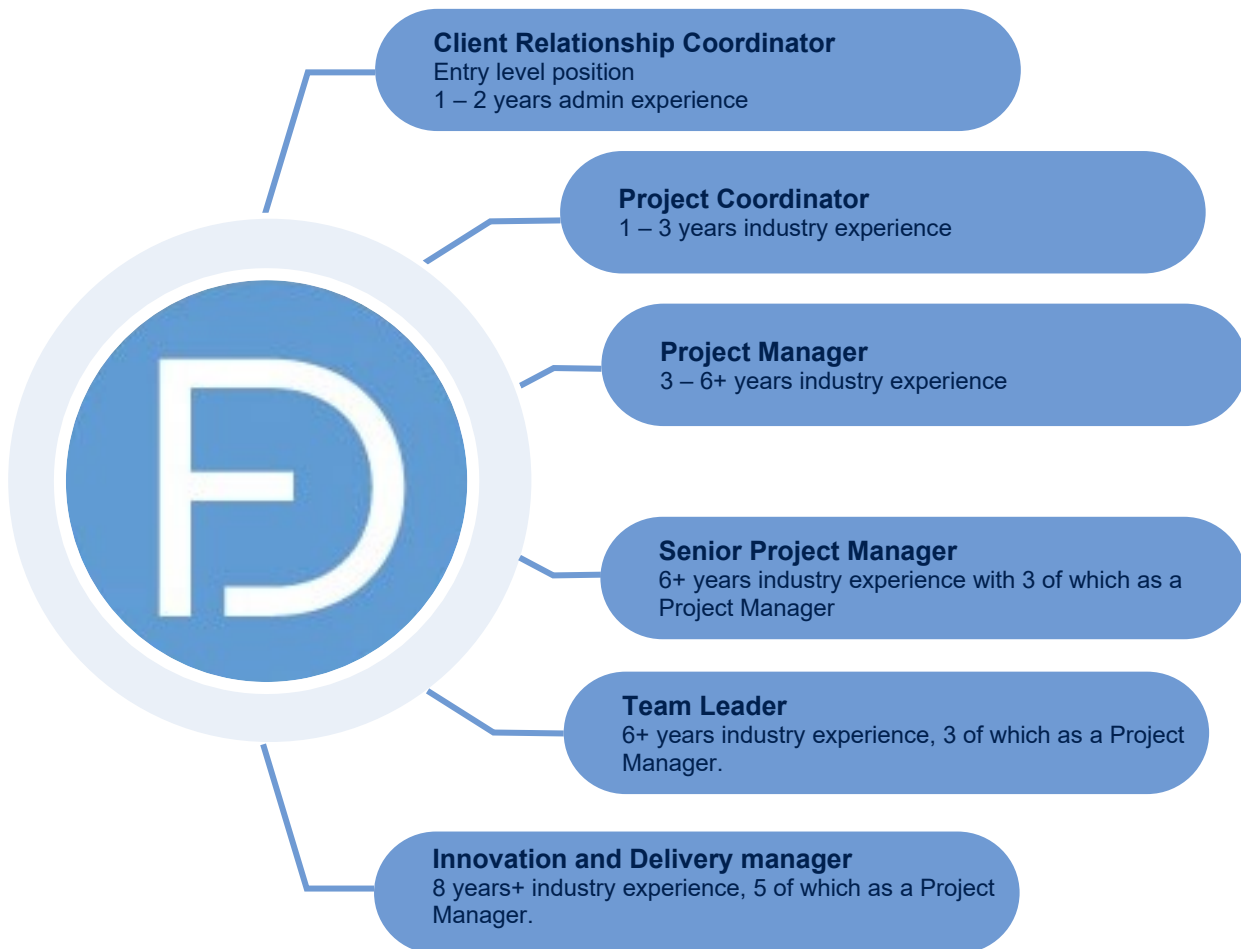 Client Relationship Coordinator
Entry level position
1 – 2 years admin experience
Project Coordinator
1 – 3 years industry experience
Project Manager
3 – 6+ years industry experience
Senior Project Manager
6+ years industry experience with 3 of which as a
Project Manager
Team Leader
6+ years industry experience, 3 of which as a Project
Manager.
Innovation and Delivery manager
8 years+ industry experience, 5 of which as a Project
Manager.